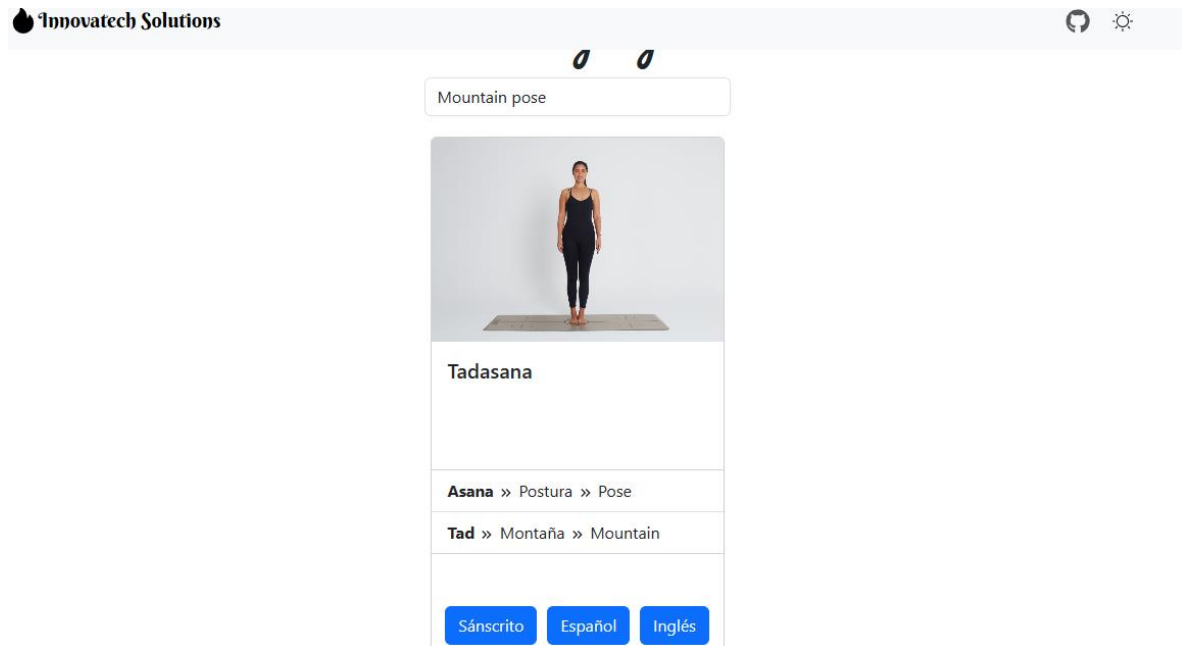 Innovatech Solutions
Mountain pose
Tadasana
Asana » Postura » Pose
Tad » Montaña » Mountain
Sánscrito Español Inglés